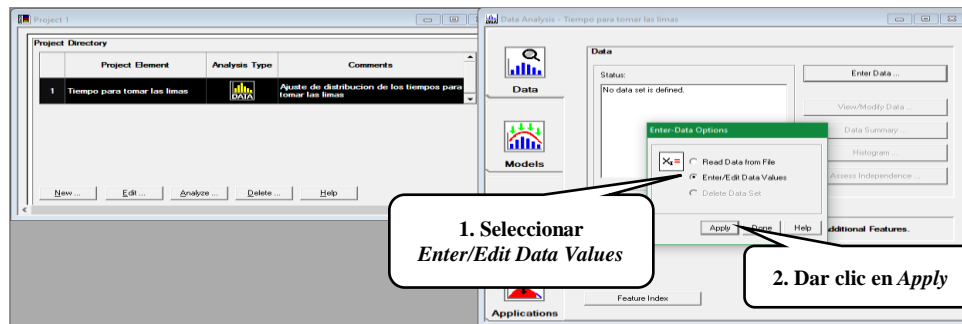 Project 1
Project Directory
Project Element Analysis Type Comments
1 Tiempo para tomar las limas DATA Ajuste de distribucion de los tiempos para
tomar las limas
New ... Edit ... Analyze ... Delete ... Help
Data Analysis - Tiempo para tomar las limas
Data
Models
Applications
Data
Status:
No data set is defined.
Enter Data ...
View/Modify Data ...
Data Summary ...
Histogram ...
Assess Independence ...
Enter-Data Options
X₁=
Read Data from File
Enter/Edit Data Values
Delete Data Set
Apply Done Help
dditional Features.
Feature Index
1. Seleccionar
Enter/Edit Data Values
2. Dar clic en Apply